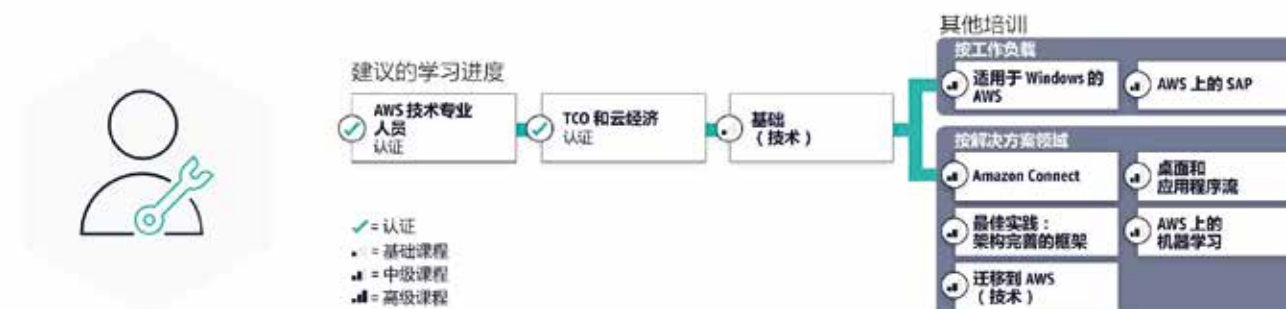 其他培训
按工作负载
适用于 Windows 的
AWS
AWS 上的 SAP
建议的学习进度
AWS 技术专业
人员
认证
TCO 和云经济
认证
基础
（技术）
按解决方案领域
Amazon Connect
桌面和
应用程序流
最佳实践：
架构完善的框架
AWS 上的
机器学习
迁移到 AWS
（技术）
= 认证
= 基础课程
= 中级课程
= 高级课程